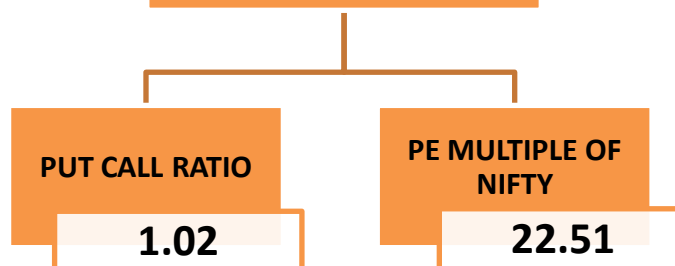 PUT CALL RATIO
1.02
PE MULTIPLE OF
NIFTY
22.51